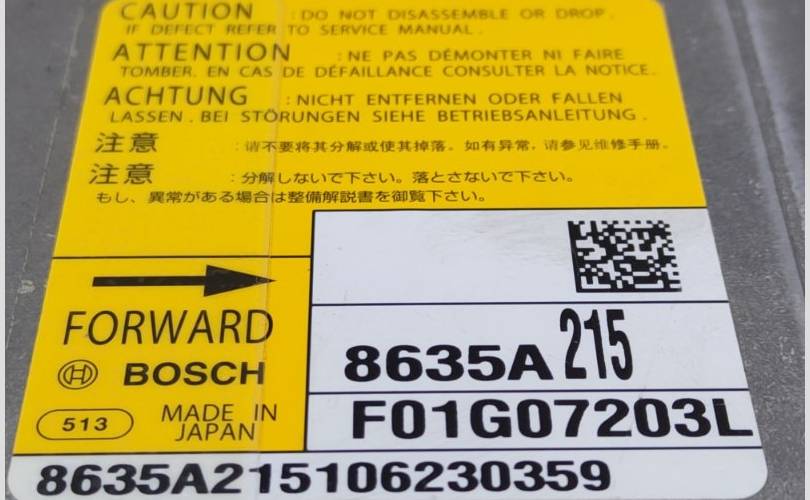 CAUTION : DO NOT DISASSEMBLE OR DROP.
IF DEFECT REFER TO SERVICE MANUAL.
ATTENTION : NE PAS DÉMONTER NI FAIRE
TOMBER. EN CAS DE DÉFAILLANCE CONSULTER LA NOTICE.
ACHTUNG : NICHT ENTFERNEN ODER FALLEN
LASSEN. BEI STÖRUNGEN SIEHE BETRIEBSANLEITUNG.
注意 : 请不要将其分解或使其掉落。如有异常, 请参见维修手册。
注意 : 分解しないで下さい。落とさないで下さい。
もし、異常がある場合は整備解説書を御覧下さい。
FORWARD
BOSCH
513 MADE IN
JAPAN
8635A 215
F01G07203L
8635A215106230359